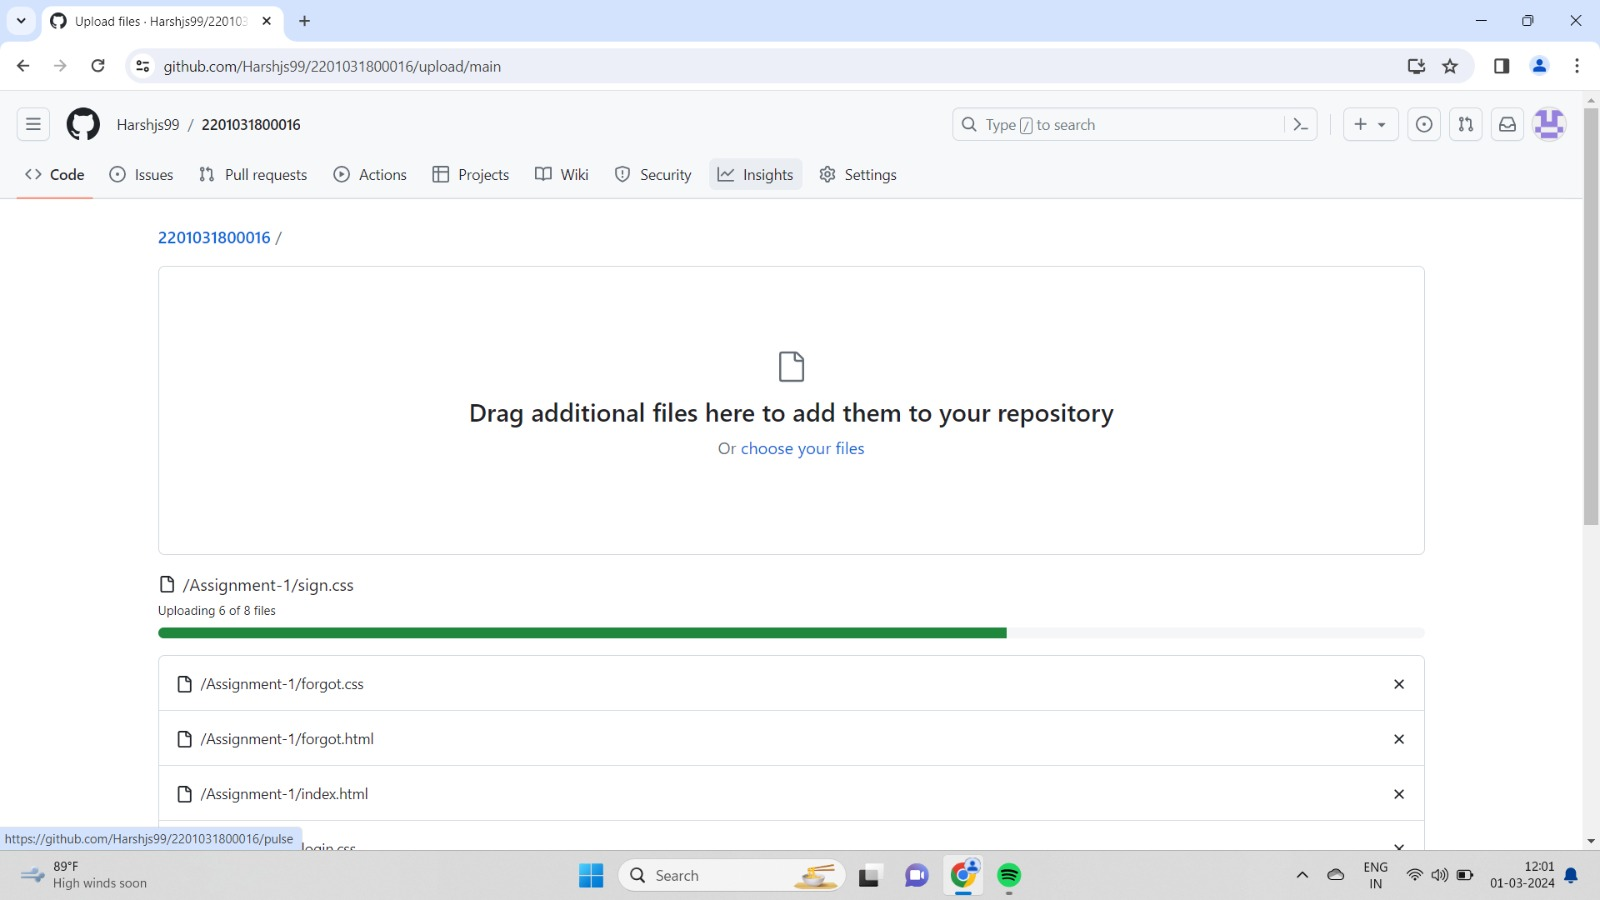 Upload files · Harshjs99/22010
github.com/Harshjs99/2201031800016/upload/main
Harshjs99 / 2201031800016
Type / to search
Code
Issues
Pull requests
Actions
Projects
Wiki
Security
Insights
Settings
2201031800016 /
Drag additional files here to add them to your repository
Or choose your files
/Assignment-1/sign.css
Uploading 6 of 8 files
/Assignment-1/forgot.css
/Assignment-1/forgot.html
/Assignment-1/index.html
login.css
https://github.com/Harshjs99/2201031800016/pulse
89°F
High winds soon
Search
ENG
IN
12:01
01-03-2024